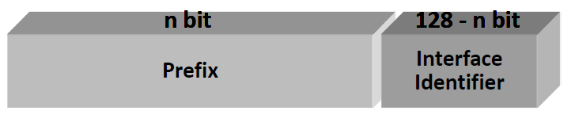 n bit
128 - n bit
Prefix
Interface
Identifier